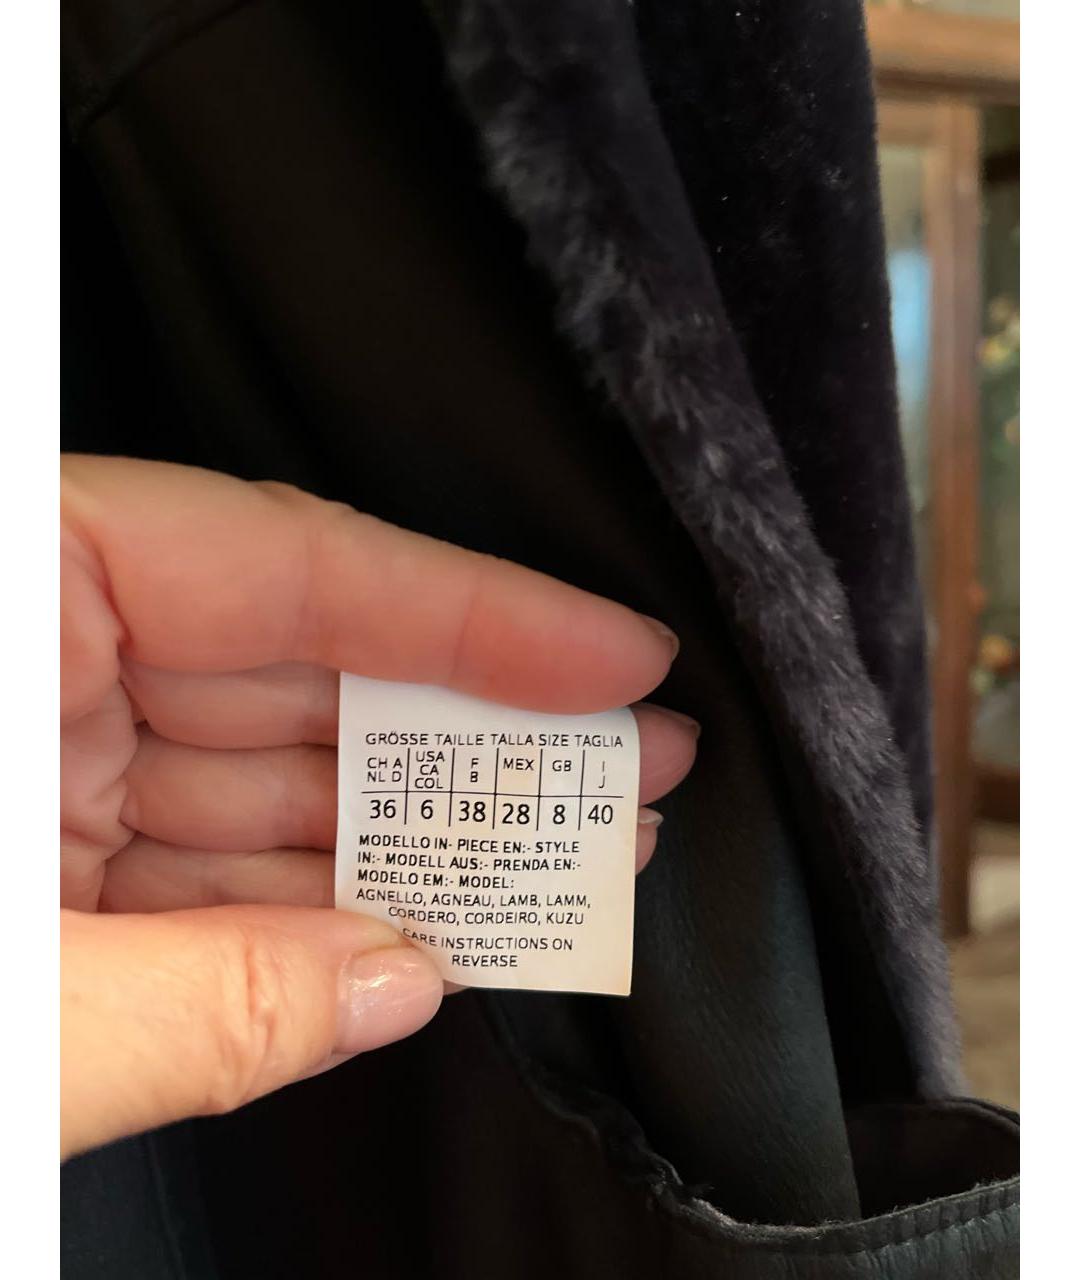 GRÖSSE TAILLE TALLA SIZE TAGLIA
CH A NL D USA CA COL F B MEX GB I J
36 6 38 28 8 40
MODELLO IN- PIECE EN:- STYLE
IN:- MODELL AUS:- PRENDA EN:-
MODELO EM:- MODEL:
AGNELLO, AGNEAU, LAMB, LAMM,
CORDERO, CORDEIRO, KUZU
CARE INSTRUCTIONS ON
REVERSE